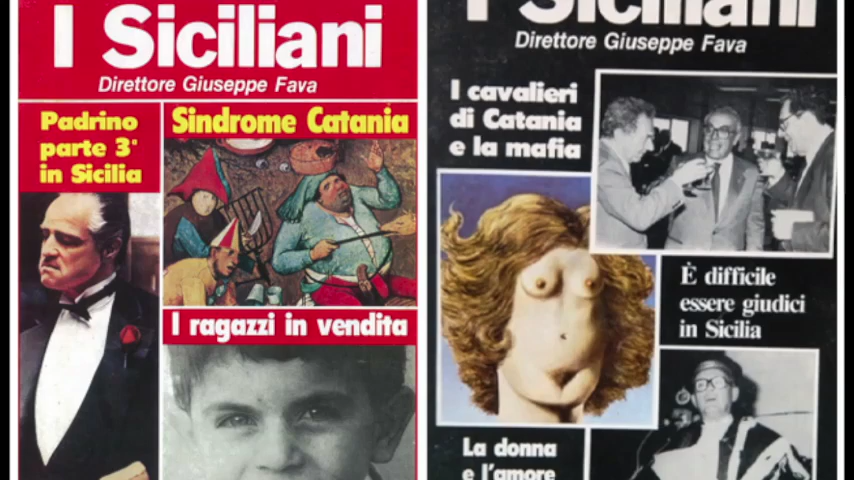 I Siciliani
Direttore Giuseppe Fava
Padrino
parte 3ª
in Sicilia
Sindrome Catania
I ragazzi in vendita
I Siciliani
Direttore Giuseppe Fava
I cavalieri
di Catania
e la mafia
È difficile
essere giudici
in Sicilia
La donna
e l'amore